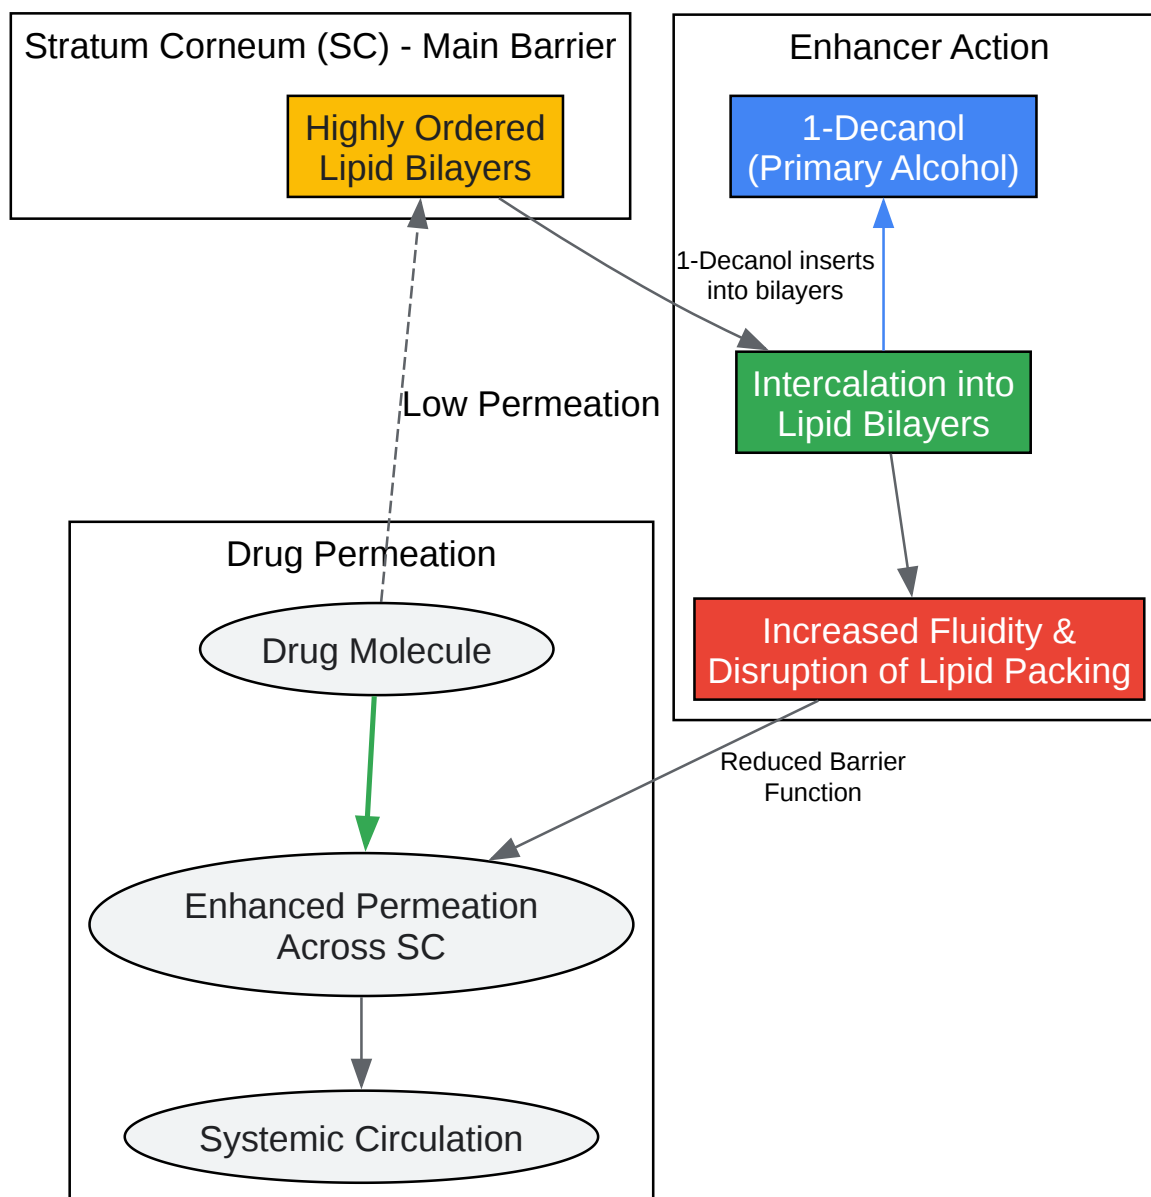 Stratum Corneum (SC) - Main Barrier
Highly Ordered
Lipid Bilayers
Enhancer Action
1-Decanol
(Primary Alcohol)
1-Decanol inserts
into bilayers
Intercalation into
Lipid Bilayers
Low Permeation
Increased Fluidity &
Disruption of Lipid Packing
Reduced Barrier
Function
Drug Permeation
Drug Molecule
Enhanced Permeation
Across SC
Systemic Circulation